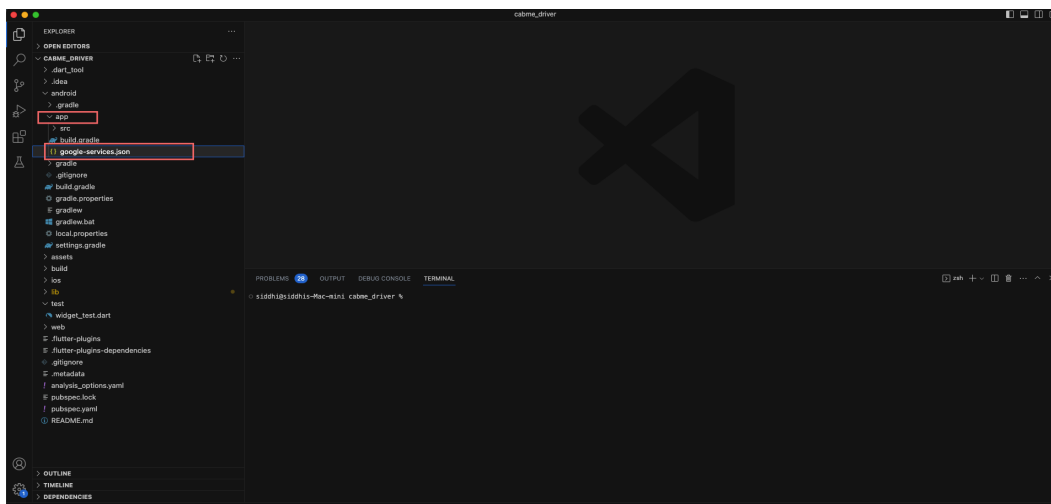 cabme_driver
EXPLORER
OPEN EDITORS
CABME_DRIVER
.dart_tool
.idea
android
.gradle
app
src
build.gradle
google-services.json
gradle
.gitignore
build.gradle
gradle.properties
gradlew
gradlew.bat
local.properties
settings.gradle
assets
build
ios
lib
test
widget_test.dart
web
.flutter-plugins
.flutter-plugins-dependencies
.gitignore
.metadata
analysis_options.yaml
pubspec.lock
pubspec.yaml
README.md
OUTLINE
TIMELINE
DEPENDENCIES
PROBLEMS 28 OUTPUT DEBUG CONSOLE TERMINAL
zsh
siddhi@siddhis-Mac-mini cabme_driver %